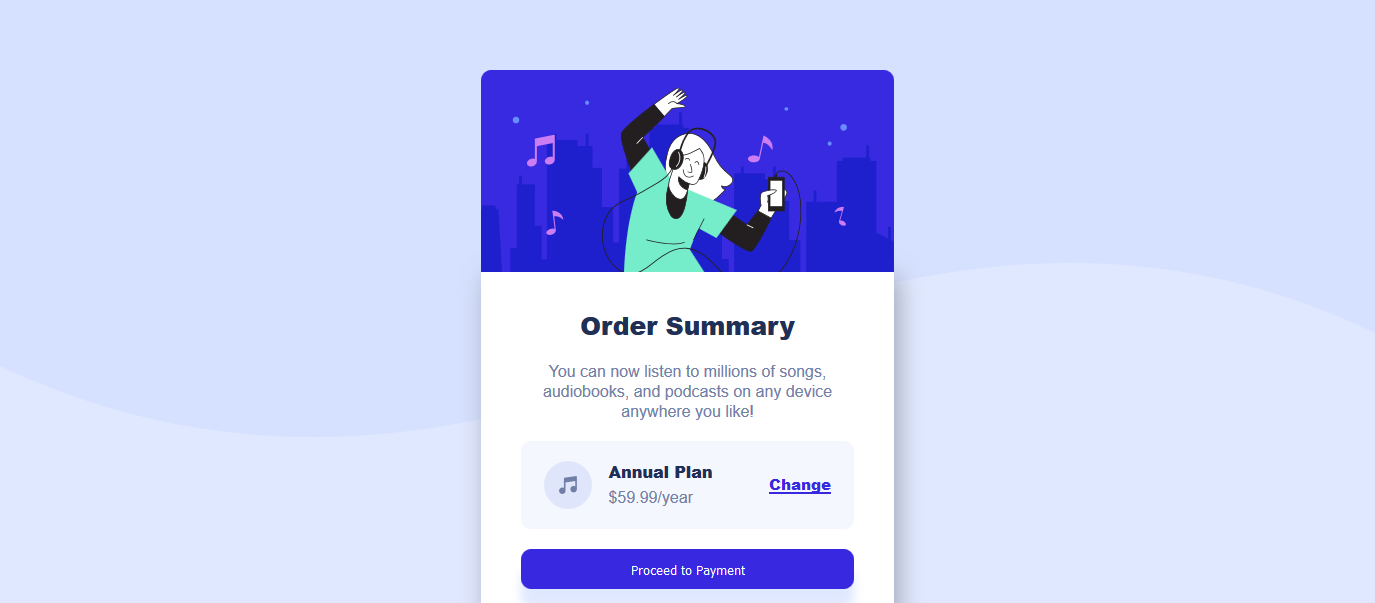 Order Summary
You can now listen to millions of songs,
audiobooks, and podcasts on any device
anywhere you like!
Annual Plan
$59.99/year
Change
Proceed to Payment